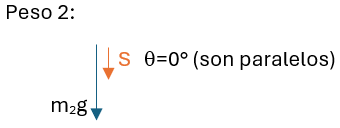 Peso 2:
S θ=0° (son paralelos)
m₂g